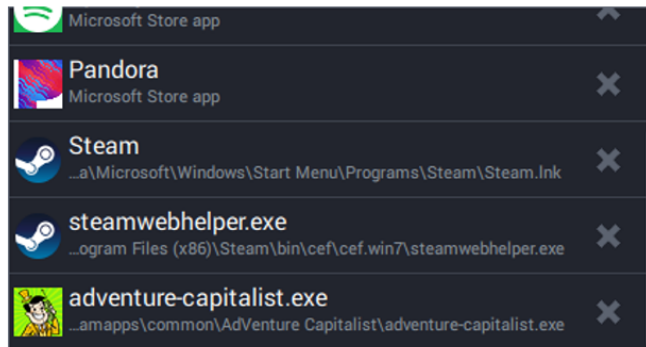 Microsoft Store app
Pandora
Microsoft Store app
Steam
...a\Microsoft\Windows\Start Menu\Programs\Steam\Steam.lnk
steamwebhelper.exe
...ogram Files (x86)\Steam\bin\cef\cef.win7\steamwebhelper.exe
adventure-capitalist.exe
...amapps\common\AdVenture Capitalist\adventure-capitalist.exe